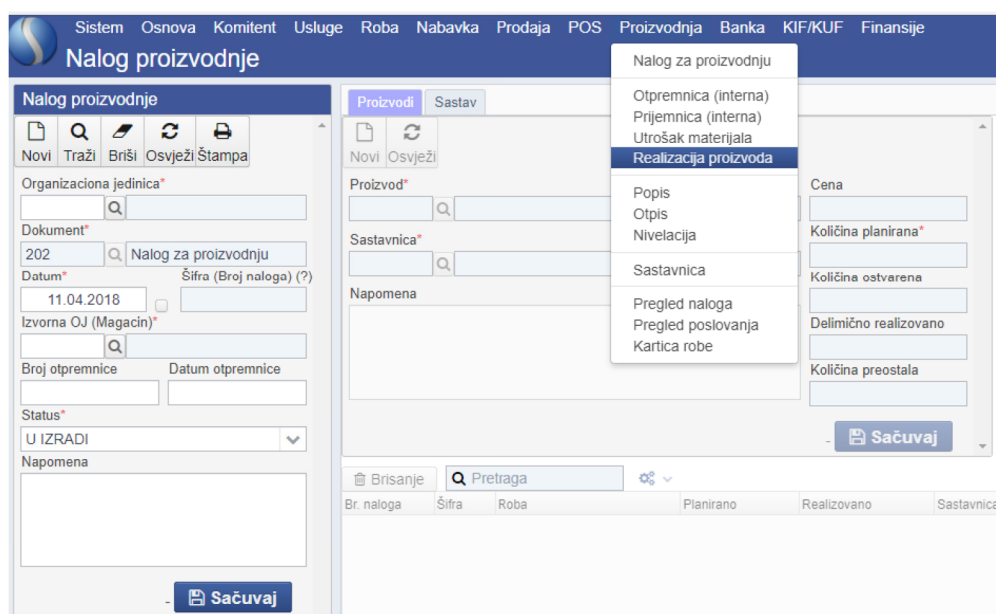 Sistem Osnova Komitent Usluge Roba Nabavka Prodaja POS Proizvodnja Banka KIF/KUF Finansije
Nalog proizvodnje
Nalog proizvodnje
Novi Traži Briši Osvježi Štampa
Organizaciona jedinica*
Dokument*
202 Nalog za proizvodnju
Datum* Šifra (Broj naloga) (?)
11.04.2018
Izvorna OJ (Magacin)*
Broj otpremnice Datum otpremnice
Status*
U IZRADI
Napomena
- Sačuvaj
Proizvodi Sastav
Novi Osvježi
Proizvod*
Sastavnica*
Napomena
Nalog za proizvodnju
Otpremnica (interna)
Prijemnica (interna)
Utrošak materijala
Realizacija proizvoda
Popis
Otpis
Nivelacija
Sastavnica
Pregled naloga
Pregled poslovanja
Kartica robe
Cena
Količina planirana*
Količina ostvarena
Delimično realizovano
Količina preostala
- Sačuvaj
Brisanje Pretraga
Br. naloga Šifra Roba Planirano Realizovano Sastavnica